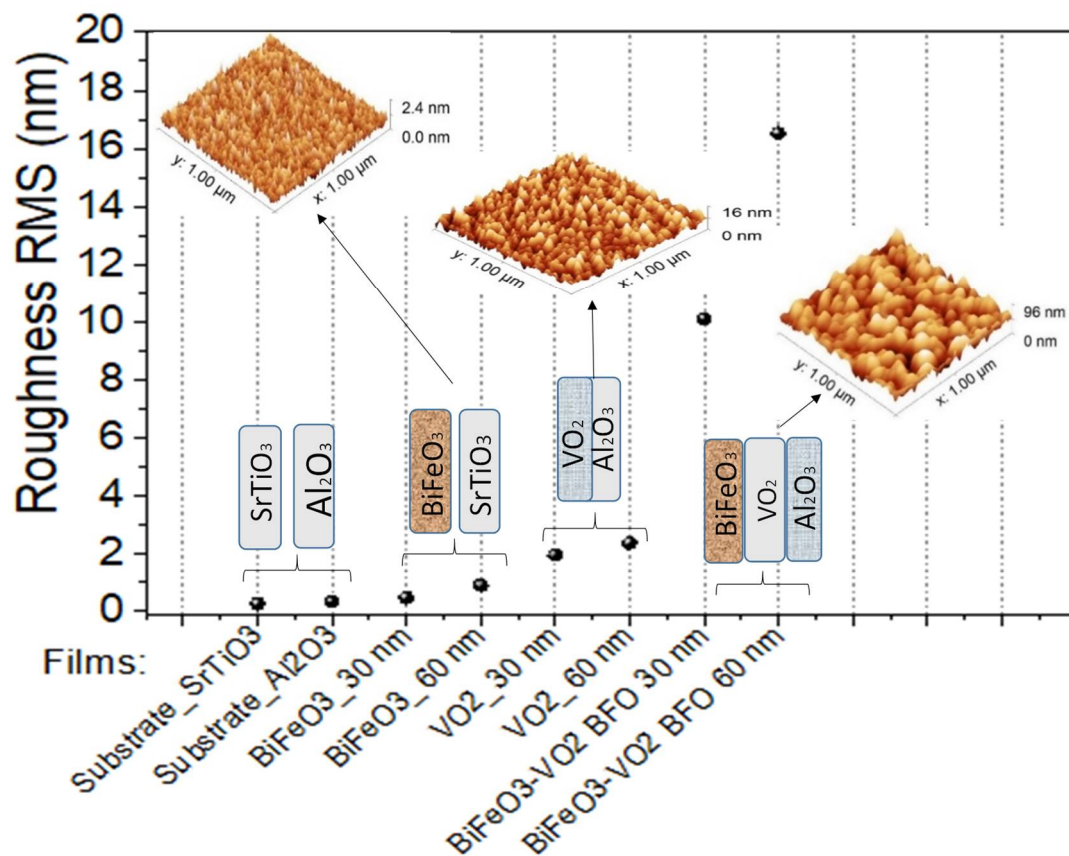 Roughness RMS (nm)
20
18
16
14
12
10
8
6
4
2
0
2.4 nm
0.0 nm
y: 1.00 µm
x: 1.00 µm
16 nm
0 nm
y: 1.00 µm
x: 1.00 µm
96 nm
0 nm
y: 1.00 µm
x: 1.00 µm
SrTiO₃
Al₂O₃
BiFeO₃
SrTiO₃
VO₂
Al₂O₃
BiFeO₃
VO₂
Al₂O₃
Films:
Substrate_SrTiO3
Substrate_Al2O3
BiFeO3_30 nm
BiFeO3_60 nm
VO2_30 nm
VO2_60 nm
BiFeO3-VO2 BFO 30 nm
BiFeO3-VO2 BFO 60 nm